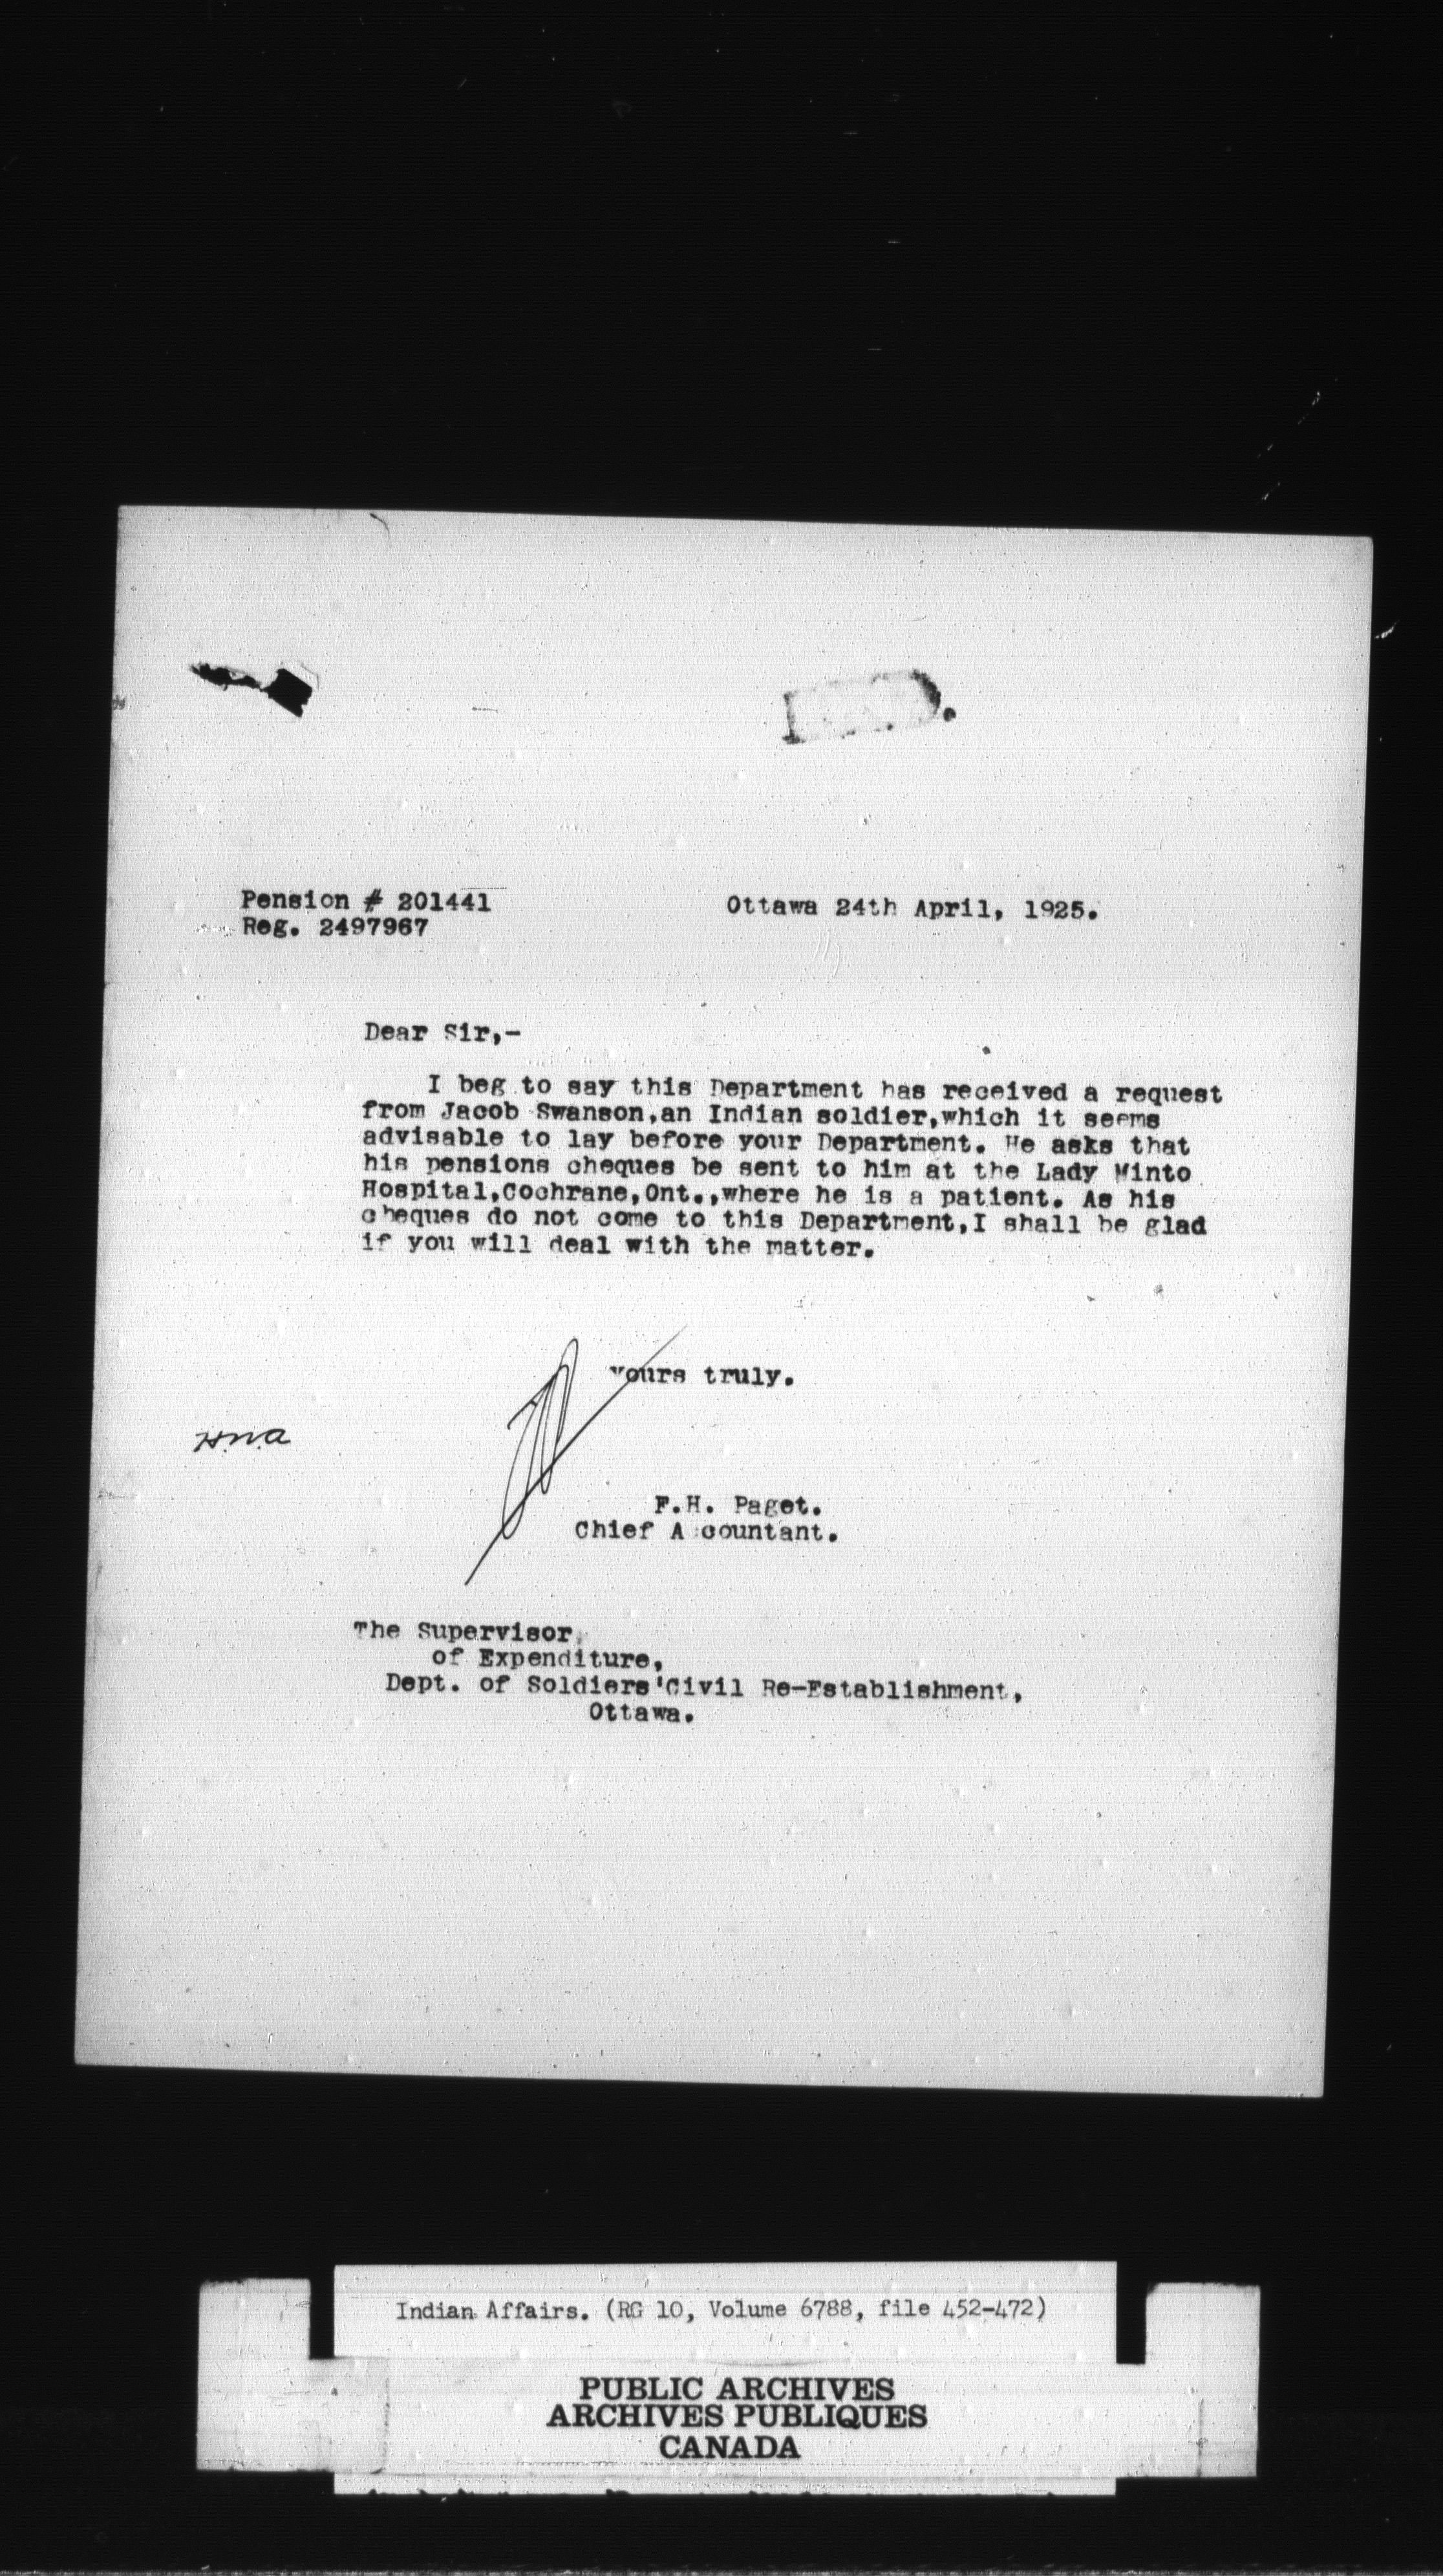 Pension # 201441
Reg. 2497967
Ottawa 24th April, 1925.
Dear Sir,-
I beg to say this Department has received a request
from Jacob Swanson,an Indian soldier,which it seems
advisable to lay before your Department. He asks that
his pensions cheques be sent to him at the Lady Minto
Hospital,Cochrane,Ont.,where he is a patient. As his
cheques do not come to this Department,I shall be glad
if you will deal with the matter.
Yours truly.
H.N.A
F.H. Paget.
Chief A countant.
The Supervisor,
of Expenditure,
Dept. of Soldiers'Civil Re-Establishment,
Ottawa.
Indian Affairs. (RG 10, Volume 6788, file 452-472)
PUBLIC ARCHIVES
ARCHIVES PUBLIQUES
CANADA